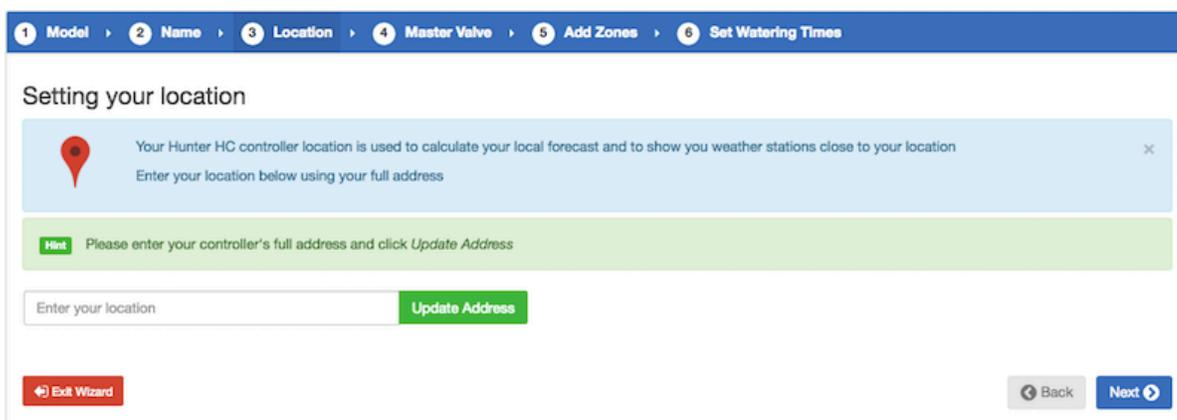 1 Model 2 Name 3 Location 4 Master Valve 5 Add Zones 6 Set Watering Times
Setting your location
Your Hunter HC controller location is used to calculate your local forecast and to show you weather stations close to your location
Enter your location below using your full address
Hint Please enter your controller's full address and click Update Address
Enter your location Update Address
Exit Wizard Back Next